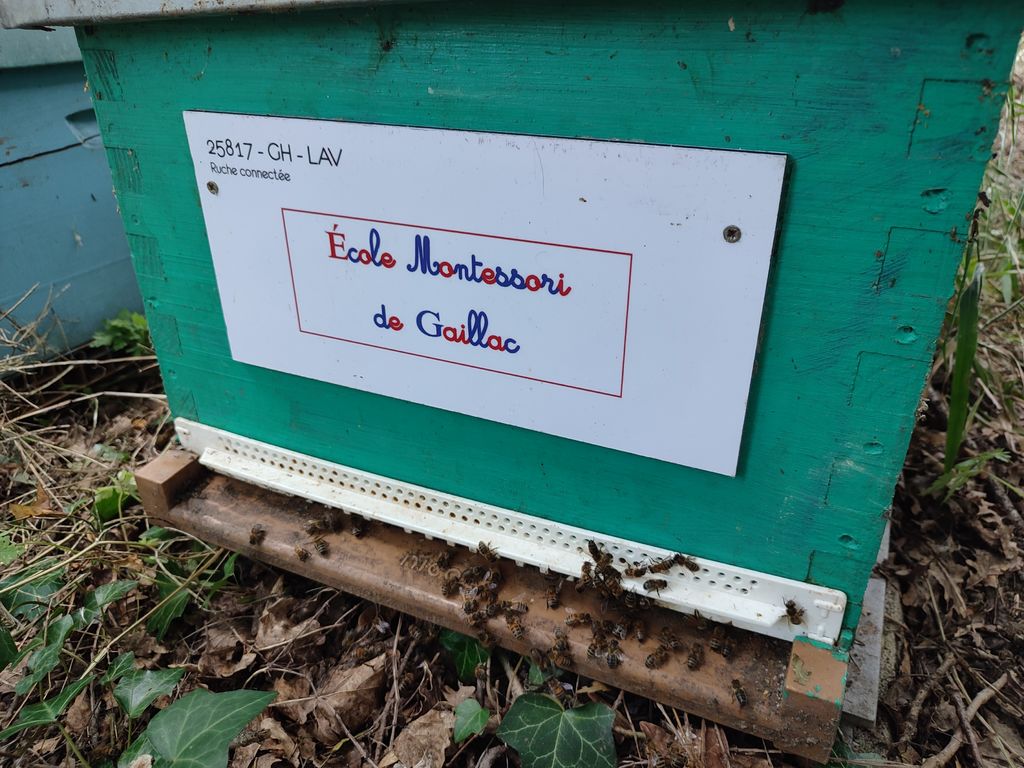 25817 - GH - LAV
Ruche connectée
École Montessori
de Gaillac